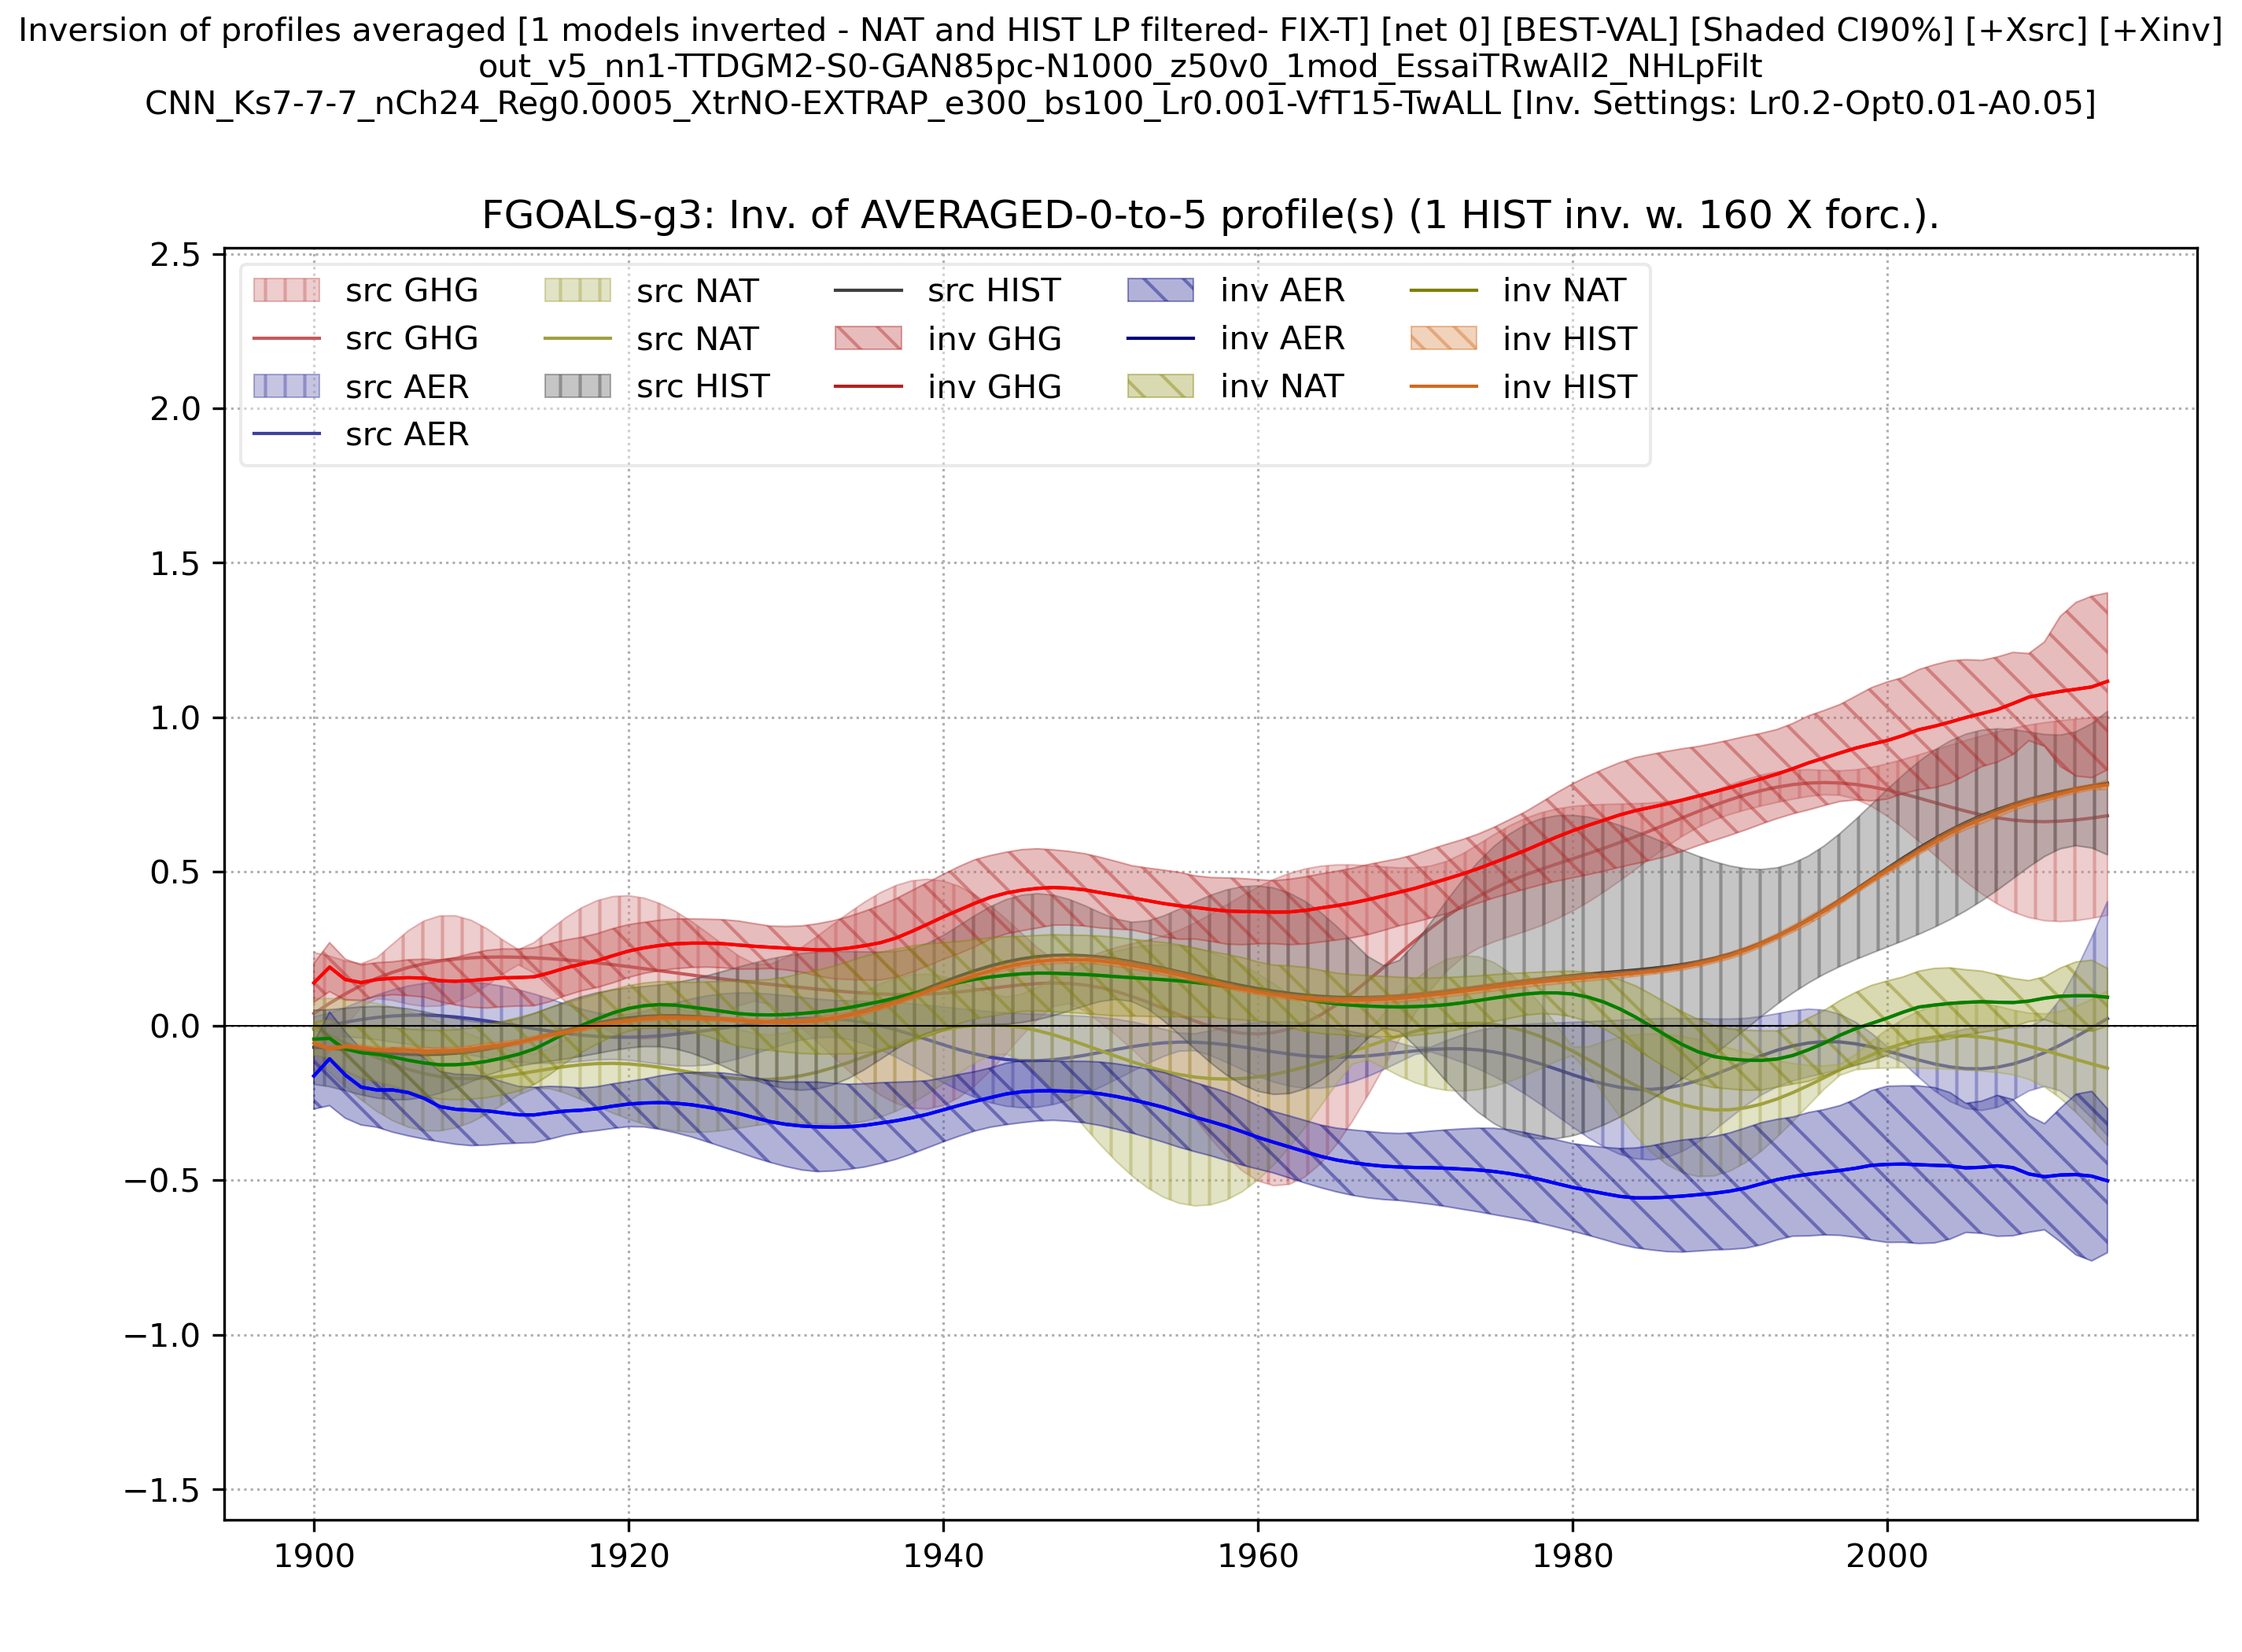 Inversion of profiles averaged [1 models inverted - NAT and HIST LP filtered- FIX-T] [net 0] [BEST-VAL] [Shaded CI90%] [+Xsrc] [+Xinv]
out_v5_nn1-TTDGM2-S0-GAN85pc-N1000_z50v0_1mod_EssaiTRwAll2_NHLpFilt
CNN_Ks7-7-7_nCh24_Reg0.0005_XtrNO-EXTRAP_e300_bs100_Lr0.001-VfT15-TwALL [Inv. Settings: Lr0.2-Opt0.01-A0.05]
FGOALS-g3: Inv. of AVERAGED-0-to-5 profile(s) (1 HIST inv. w. 160 X forc.).
src GHG
src GHG
src AER
src AER
src NAT
src NAT
src HIST
src HIST
inv GHG
inv GHG
inv AER
inv AER
inv NAT
inv NAT
inv HIST
inv HIST
2.5
2.0
1.5
1.0
0.5
0.0
−0.5
−1.0
−1.5
1900 1920 1940 1960 1980 2000